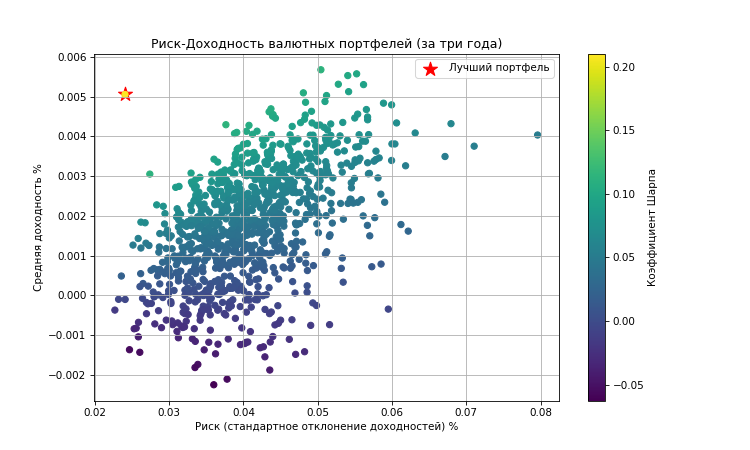 Риск-Доходность валютных портфелей (за три года)
Лучший портфель
Средняя доходность %
0.006
0.005
0.004
0.003
0.002
0.001
0.000
−0.001
−0.002
0.02 0.03 0.04 0.05 0.06 0.07 0.08
Риск (стандартное отклонение доходностей) %
0.20
0.15
0.10
0.05
0.00
−0.05
Коэффициент Шарпа